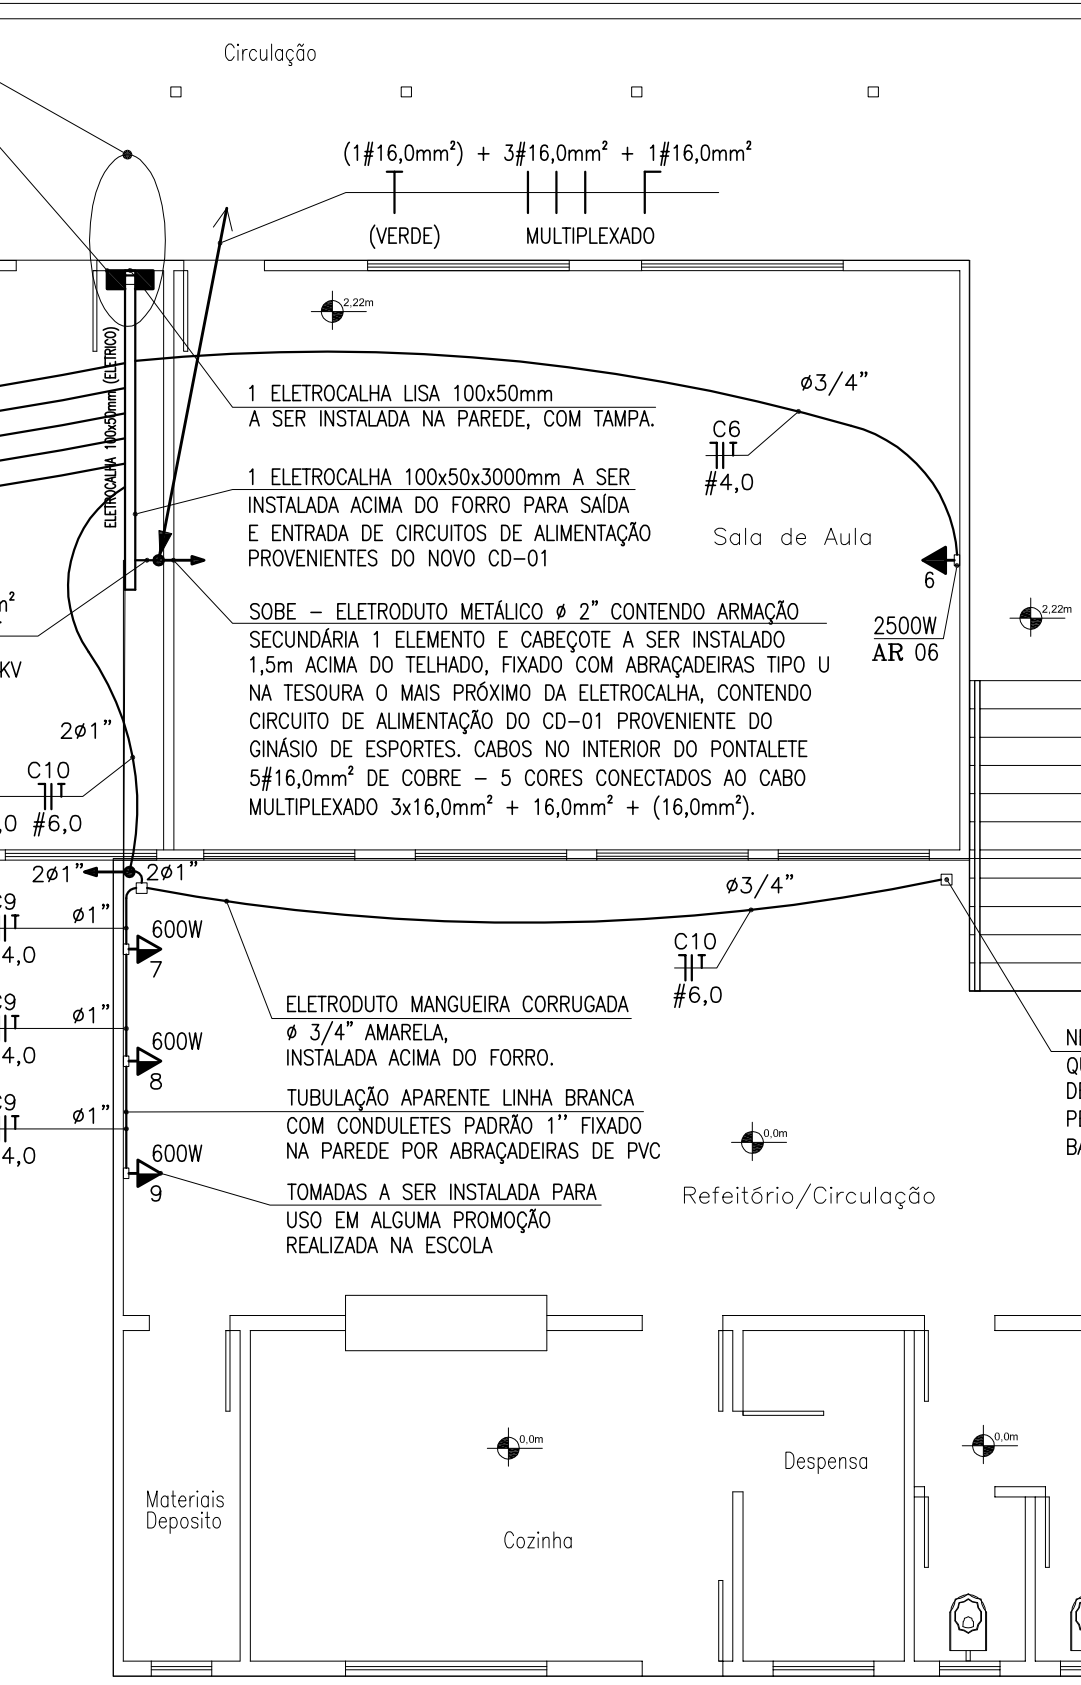 Circulação
(1#16,0mm² ) + 3#16,0mm² + 1#16,0mm²
(VERDE)
MULTIPLEXADO
2,22m
ELETROCALHA 100x50mm (ELETRICO)
1 ELETROCALHA LISA 100x50mm
A SER INSTALADA NA PAREDE, COM TAMPA.
ø3/4"
C6
#4,0
1 ELETROCALHA 100x50x3000mm A SER
INSTALADA ACIMA DO FORRO PARA SAÍDA
E ENTRADA DE CIRCUITOS DE ALIMENTAÇÃO
PROVENIENTES DO NOVO CD-01
Sala de Aula
6
2500W
AR 06
2,22m
SOBE - ELETRODUTO METÁLICO ø 2" CONTENDO ARMAÇÃO
SECUNDÁRIA 1 ELEMENTO E CABEÇOTE A SER INSTALADO
1,5m ACIMA DO TELHADO, FIXADO COM ABRAÇADEIRAS TIPO U
NA TESOURA O MAIS PRÓXIMO DA ELETROCALHA, CONTENDO
CIRCUITO DE ALIMENTAÇÃO DO CD-01 PROVENIENTE DO
GINÁSIO DE ESPORTES. CABOS NO INTERIOR DO PONTALETE
5#16,0mm² DE COBRE - 5 CORES CONECTADOS AO CABO
MULTIPLEXADO 3x16,0mm² + 16,0mm² + (16,0mm²).
KV
2ø1"
C10
#6,0
2ø1"
2ø1"
ø3/4"
C10
#6,0
C9
4,0
ø1"
600W
7
C9
4,0
ø1"
600W
8
C9
4,0
ø1"
600W
9
ELETRODUTO MANGUEIRA CORRUGADA
ø 3/4" AMARELA,
INSTALADA ACIMA DO FORRO.
TUBULAÇÃO APARENTE LINHA BRANCA
COM CONDULETES PADRÃO 1'' FIXADO
NA PAREDE POR ABRAÇADEIRAS DE PVC
TOMADAS A SER INSTALADA PARA
USO EM ALGUMA PROMOÇÃO
REALIZADA NA ESCOLA
0,0m
Refeitório/Circulação
0,0m
Despensa
0,0m
Materiais
Deposito
Cozinha